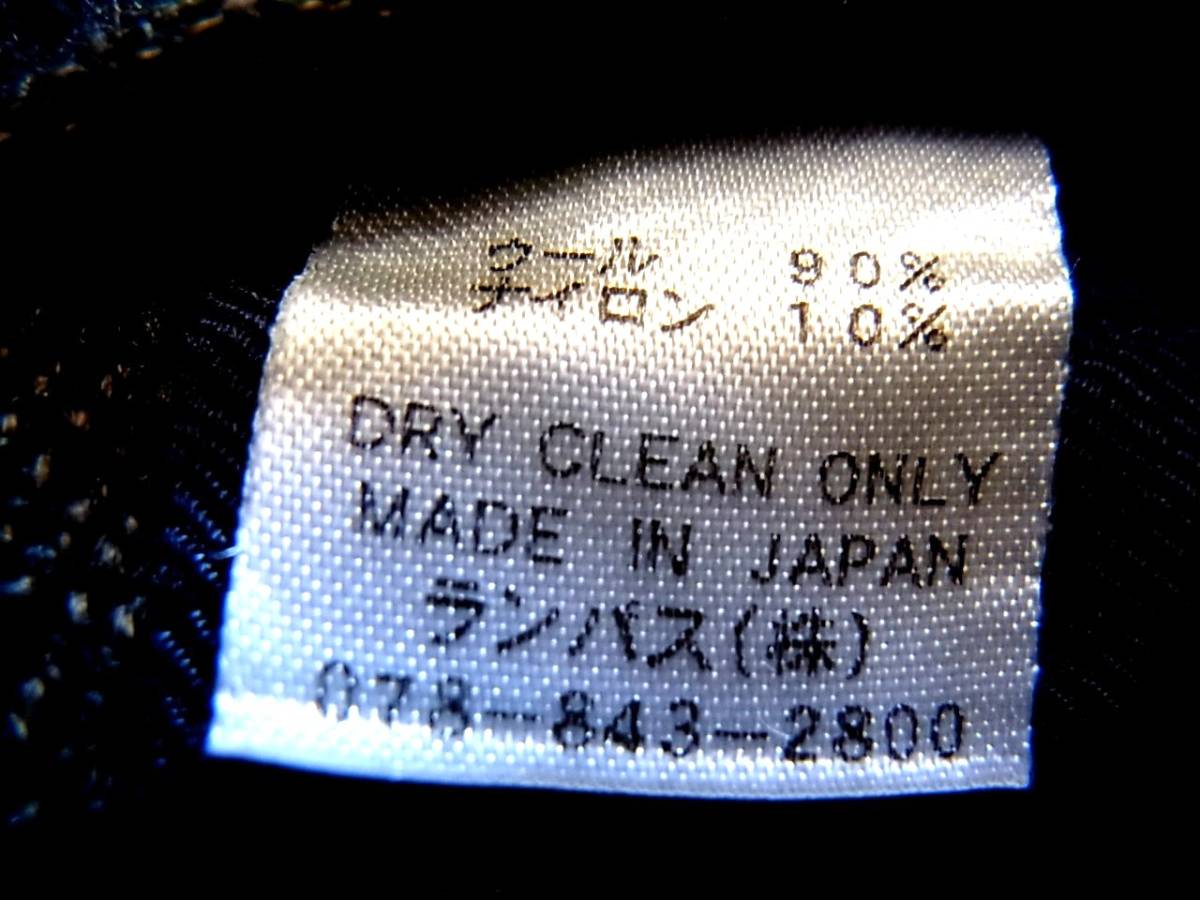 ウール 90%
ナイロン 10%
DRY CLEAN ONLY
MADE IN JAPAN
ランバス(株)
078-843-2800